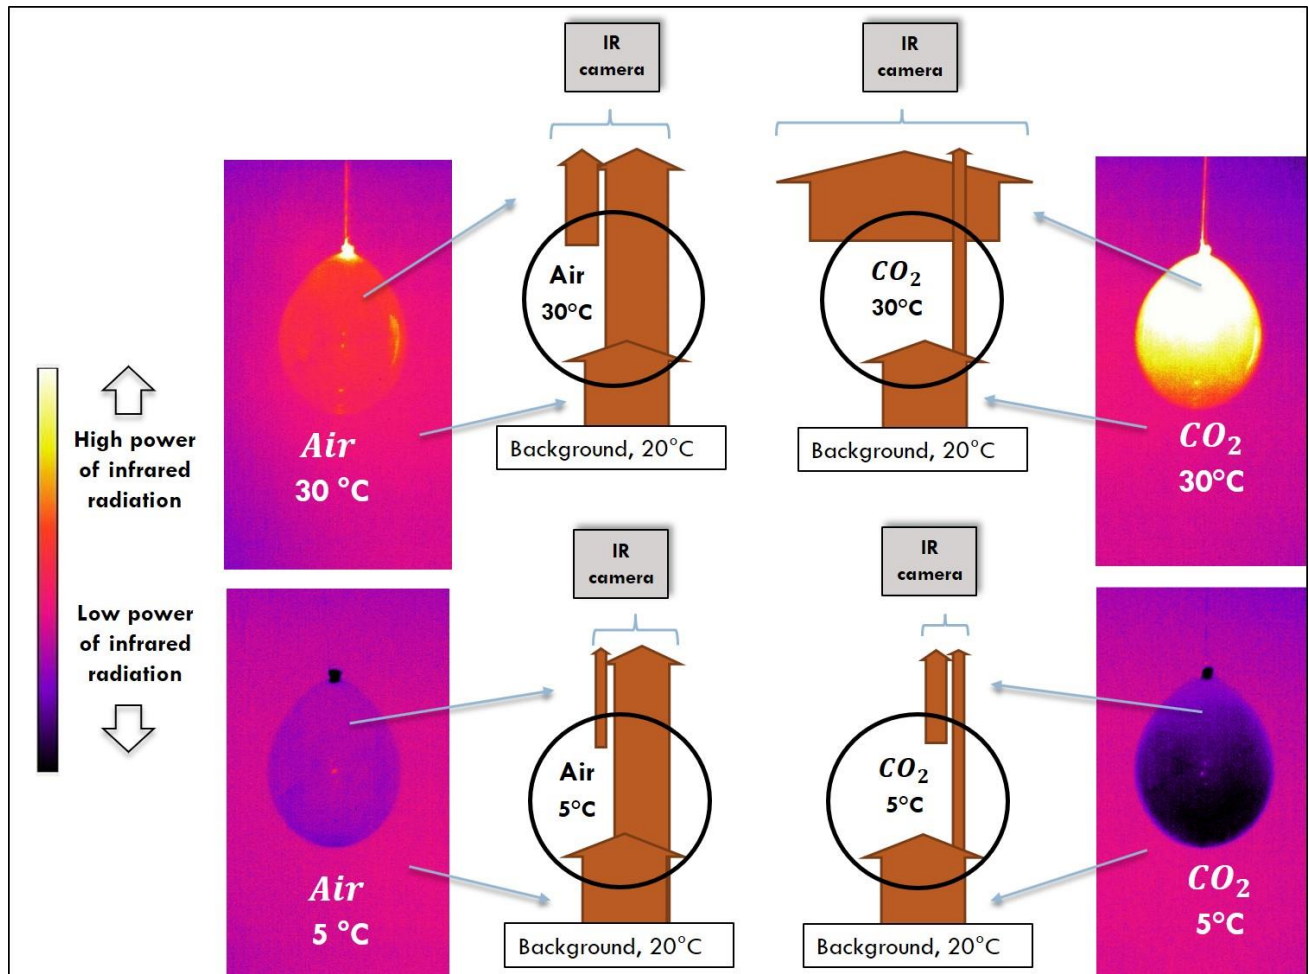 IR
camera
IR
camera
Air
30°C
CO₂
30°C
High power
of infrared
radiation
Air
30 °C
Background, 20°C
Background, 20°C
CO₂
30°C
IR
camera
IR
camera
Low power
of infrared
radiation
Air
5°C
CO₂
5°C
Air
5 °C
Background, 20°C
Background, 20°C
CO₂
5°C